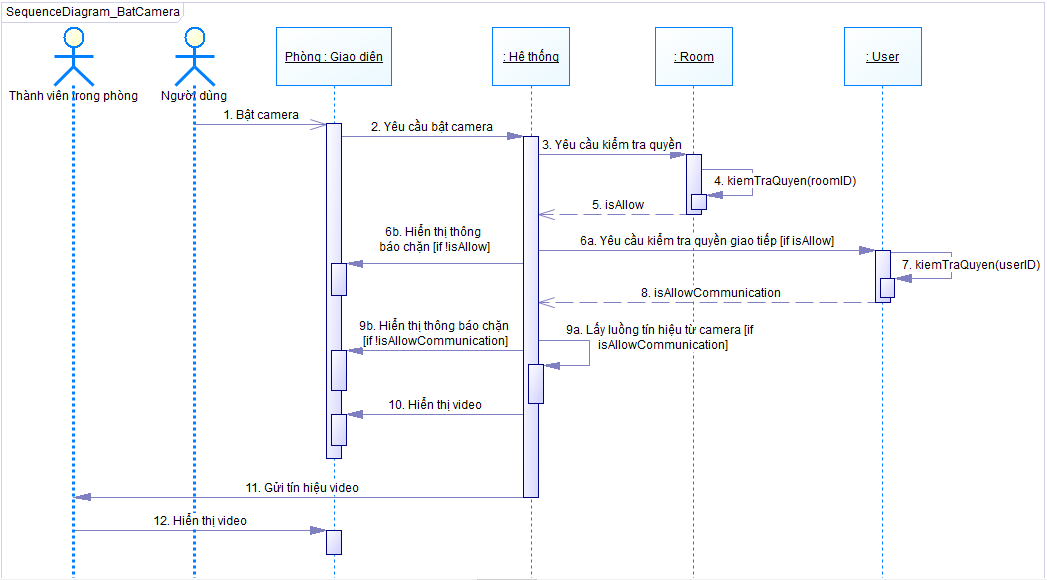 SequenceDiagram_BatCamera
Thành viên trong phòng
Người dùng
Phòng : Giao diên
: Hê thống
: Room
: User
1. Bật camera
2. Yêu cầu bật camera
3. Yêu cầu kiểm tra quyền
4. kiemTraQuyen(roomID)
5. isAllow
6b. Hiển thị thông
báo chặn [if !isAllow]
6a. Yêu cầu kiểm tra quyền giao tiếp [if isAllow]
7. kiemTraQuyen(userID)
8. isAllowCommunication
9b. Hiển thị thông báo chặn
[if !isAllowCommunication]
9a. Lấy luồng tín hiệu từ camera [if
isAllowCommunication]
10. Hiển thị video
11. Gửi tín hiệu video
12. Hiển thị video